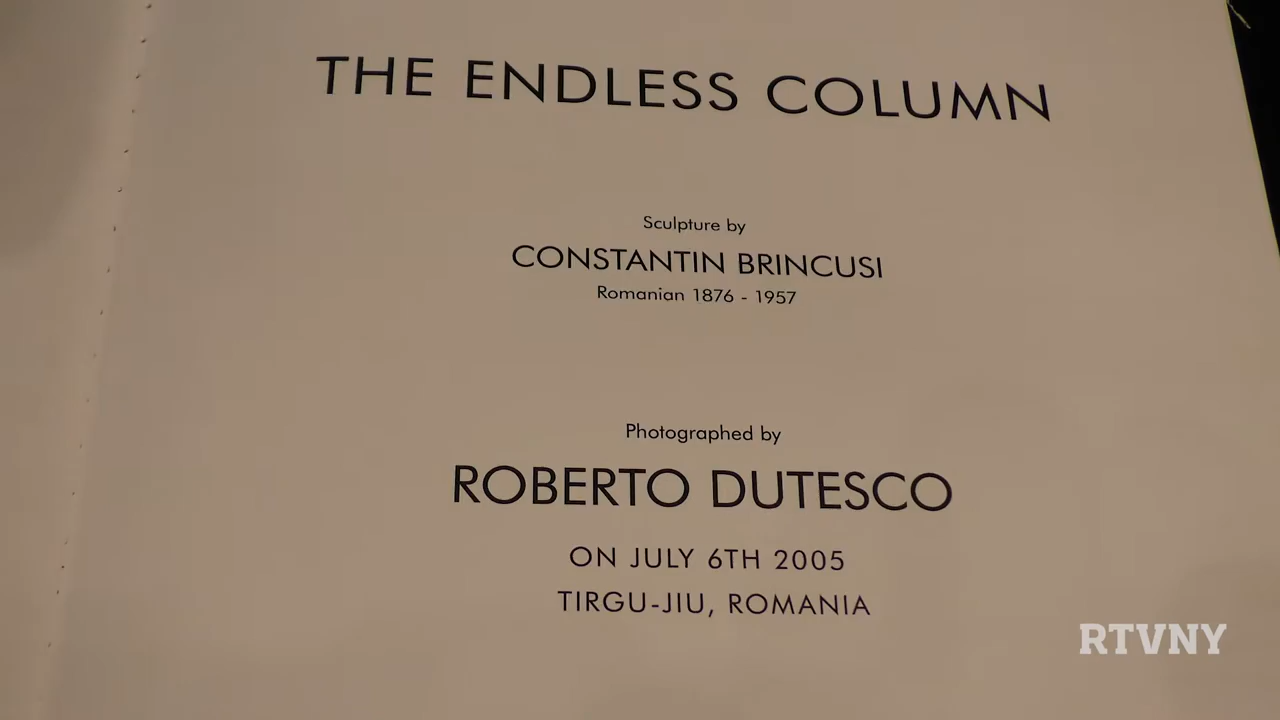 THE ENDLESS COLUMN
Sculpture by
CONSTANTIN BRINCUSI
Romanian 1876 - 1957
Photographed by
ROBERTO DUTESCO
ON JULY 6TH 2005
TIRGU-JIU, ROMANIA
RTVNY